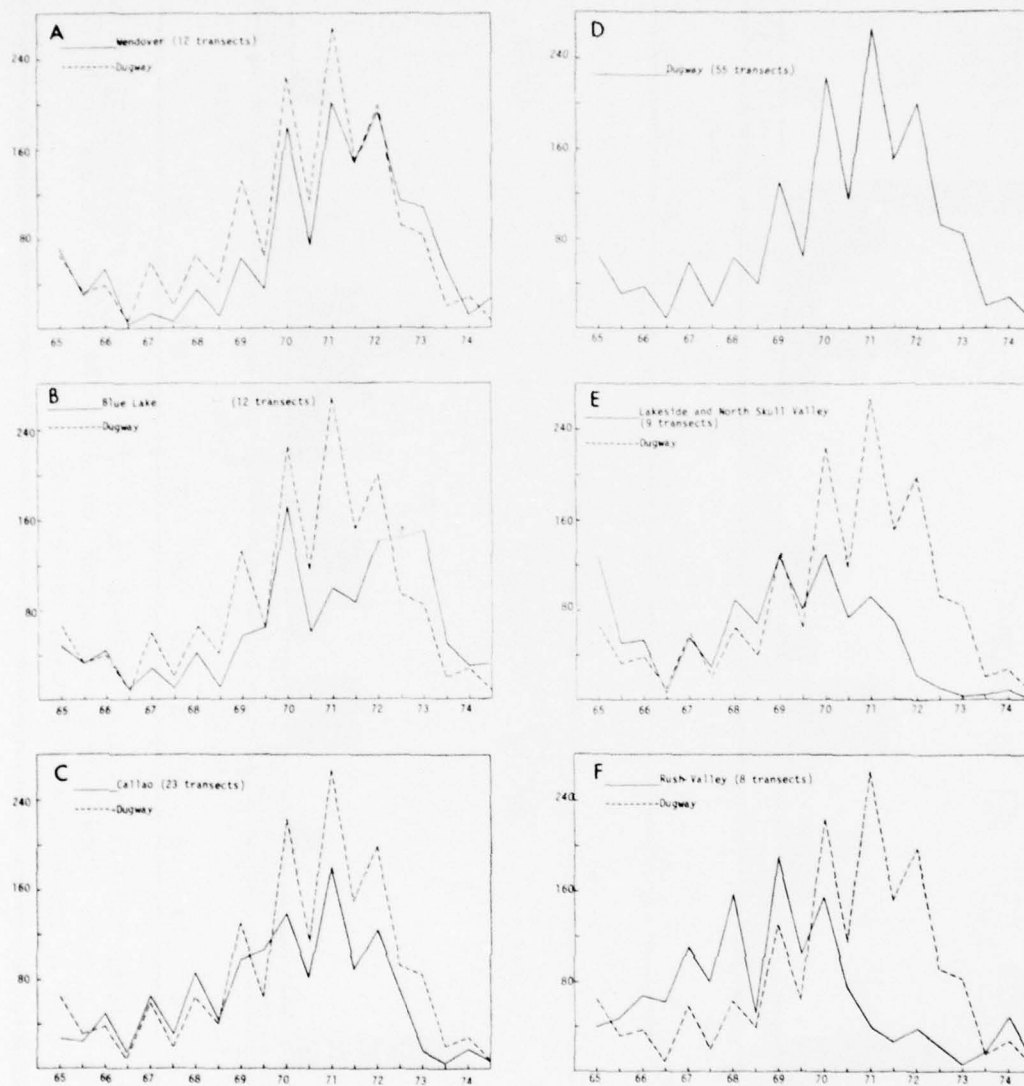 A
Wendover (12 transects)
Dugway
240
160
80
65 66 67 68 69 70 71 72 73 74
B
Blue Lake (12 transects)
Dugway
240
160
80
65 66 67 68 69 70 71 72 73 74
C
Callao (23 transects)
Dugway
240
160
80
65 66 67 68 69 70 71 72 73 74
D
Dugway (55 transects)
240
160
80
65 66 67 68 69 70 71 72 73 74
E
Lakeside and North Skull Valley
(9 transects)
Dugway
240
160
80
65 66 67 68 69 70 71 72 73 74
F
Rush Valley (8 transects)
Dugway
240
160
80
65 66 67 68 69 70 71 72 73 74